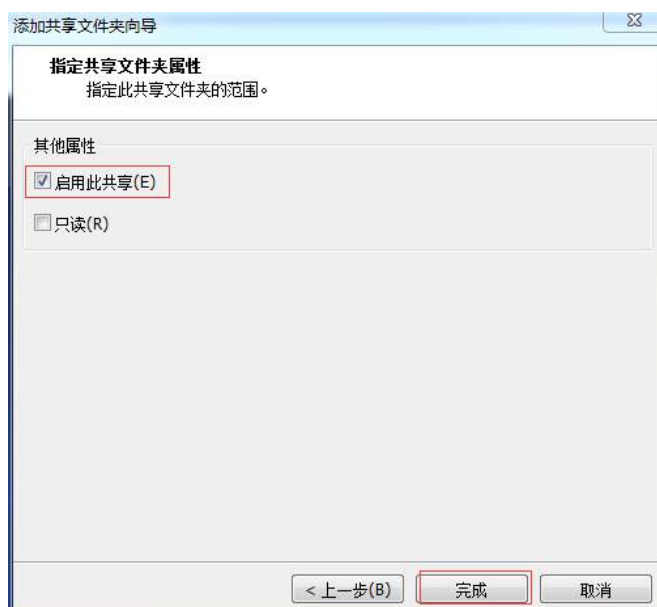 添加共享文件夹向导
指定共享文件夹属性
指定此共享文件夹的范围。
其他属性
启用此共享(E)
只读(R)
< 上一步(B)
完成
取消